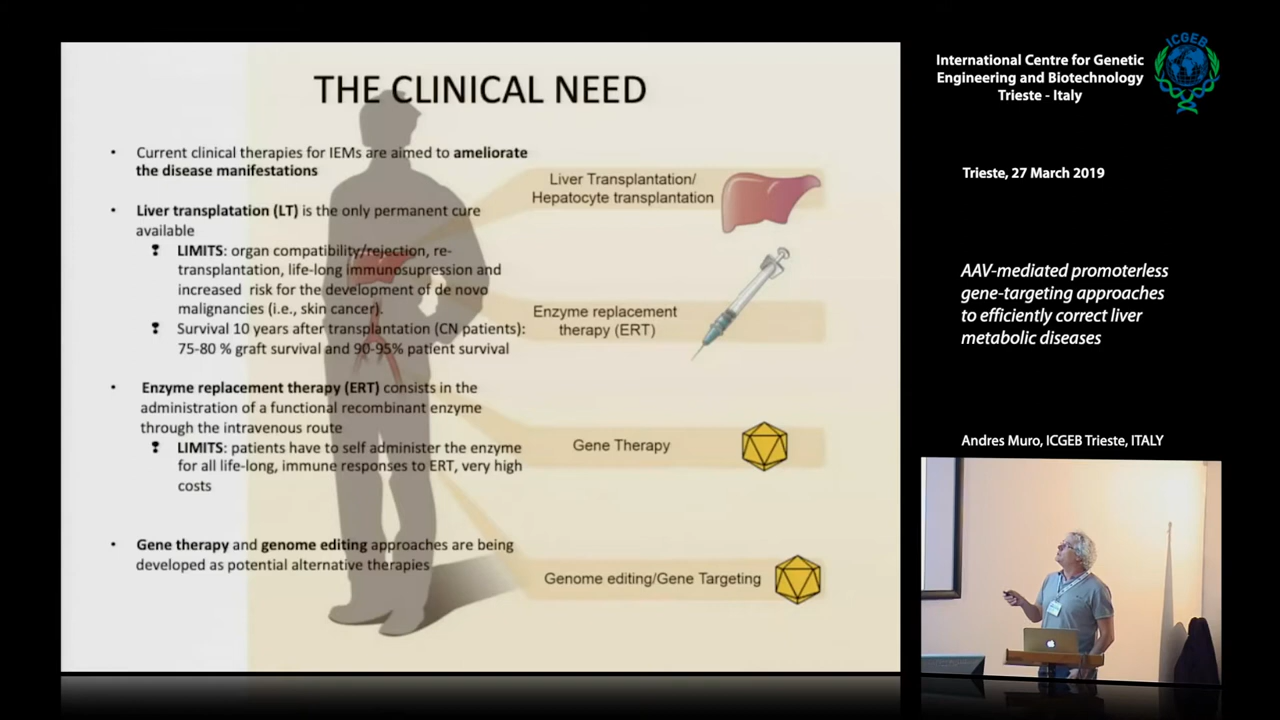 THE CLINICAL NEED
• Current clinical therapies for IEMs are aimed to ameliorate
the disease manifestations
• Liver transplatation (LT) is the only permanent cure
available
LIMITS: organ compatibility/rejection, re-
transplantation, life-long immunosupression and
increased risk for the development of de novo
malignancies (i.e., skin cancer).
Survival 10 years after transplantation (CN patients):
75-80 % graft survival and 90-95% patient survival
• Enzyme replacement therapy (ERT) consists in the
administration of a functional recombinant enzyme
through the intravenous route
LIMITS: patients have to self administer the enzyme
for all life-long, immune responses to ERT, very high
costs
• Gene therapy and genome editing approaches are being
developed as potential alternative therapies
Liver Transplantation/
Hepatocyte transplantation
Enzyme replacement
therapy (ERT)
Gene Therapy
Genome editing/Gene Targeting
International Centre for Genetic
Engineering and Biotechnology
Trieste - Italy
ICGEB
Trieste, 27 March 2019
AAV-mediated promoterless
gene-targeting approaches
to efficiently correct liver
metabolic diseases
Andres Muro, ICGEB Trieste, ITALY